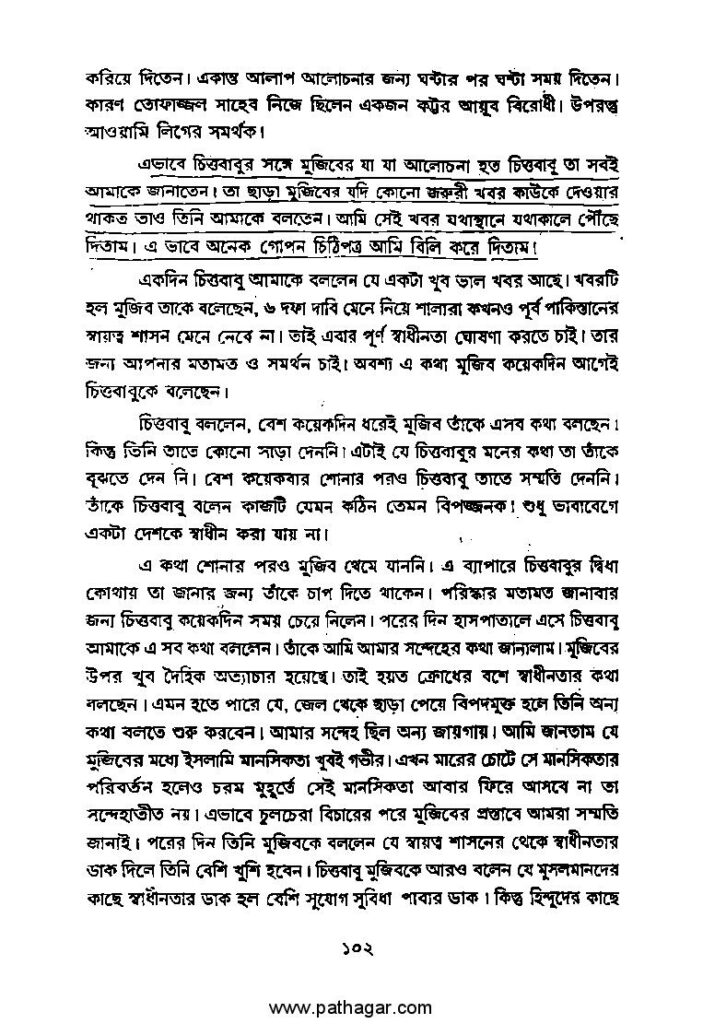 করিয়ে দিতেন। একান্ত আলাপ আলোচনার জন্য ঘন্টার পর ঘন্টা সময় দিতেন।
কারণ তোফাজ্জল সাহেব নিজে ছিলেন একজন কট্টর আয়ুব বিরোধী। উপরন্তু
আওয়ামি লিগের সমর্থক।
এভাবে চিত্তবাবুর সঙ্গে মুজিবের যা যা আলোচনা হত চিত্তবাবু তা সবই
আমাকে জানাতেন। তা ছাড়া মুজিবের যদি কোনো জরুরী খবর কাউকে দেওয়ার
থাকত তাও তিনি আমাকে বলতেন। আমি সেই খবর যথাস্থানে যথাকালে পৌঁছে
দিতাম। এ ভাবে অনেক গোপন চিঠিপত্র আমি বিলি করে দিতাম।
একদিন চিত্তবাবু আমাকে বললেন যে একটা খুব ভাল খবর আছে। খবরটি
হল মুজিব তাকে বলেছেন, ৬ দফা দাবি মেনে নিয়ে শালারা কখনও পূর্ব পাকিস্তানের
স্বায়ত্ব শাসন মেনে নেবে না। তাই এবার পূর্ণ স্বাধীনতা ঘোষণা করতে চাই। তার
জন্য আপনার মতামত ও সমর্থন চাই। অবশ্য এ কথা মুজিব কয়েকদিন আগেই
চিত্তবাবুকে বলেছেন।
চিত্তবাবু বললেন, বেশ কয়েকদিন ধরেই মুজিব তাঁকে এসব কথা বলছেন।
কিন্তু তিনি তাতে কোনো সাড়া দেননি। এটাই যে চিত্তবাবুর মনের কথা তা তাঁকে
বুঝতে দেন নি। বেশ কয়েকবার শোনার পরও চিত্তবাবু তাতে সম্মতি দেননি।
তাঁকে চিত্তবাবু বলেন কাজটি যেমন কঠিন তেমন বিপজ্জনক। শুধু ভাবাবেগে
একটা দেশকে স্বাধীন করা যায় না।
এ কথা শোনার পরও মুজিব থেমে যাননি। এ ব্যাপারে চিত্তবাবুর দ্বিধা
কোথায় তা জানার জন্য তাঁকে চাপ দিতে থাকেন। পরিস্কার মতামত জানাবার
জন্য চিত্তবাবু কয়েকদিন সময় চেয়ে নিলেন। পরের দিন হাসপাতালে এসে চিত্তবাবু
আমাকে এ সব কথা বললেন। তাঁকে আমি আমার সন্দেহের কথা জানালাম। মুজিবের
উপর খুব দৈহিক অত্যাচার হয়েছে। তাই হয়ত ক্রোধের বশে স্বাধীনতার কথা
বলছেন। এমন হতে পারে যে, জেল থেকে ছাড়া পেয়ে বিপদমুক্ত হলে তিনি অন্য
কথা বলতে শুরু করবেন। আমার সন্দেহ ছিল অন্য জায়গায়। আমি জানতাম যে
মুজিবের মধ্যে ইসলামি মানসিকতা খুবই গভীর। এখন মারের চোটে সে মানসিকতার
পরিবর্তন হলেও চরম মুহূর্তে সেই মানসিকতা আবার ফিরে আসবে না তা
সন্দেহাতীত নয়। এভাবে চুলচেরা বিচারের পরে মুজিবের প্রস্তাবে আমরা সম্মতি
জানাই। পরের দিন তিনি মুজিবকে বললেন যে স্বায়ত্ব শাসনের থেকে স্বাধীনতার
ডাক দিলে তিনি বেশি খুশি হবেন। চিত্তবাবু মুজিবকে আরও বলেন যে মুসলমানদের
কাছে স্বাধীনতার ডাক হল বেশি সুযোগ সুবিধা পাবার ডাক। কিন্তু হিন্দুদের কাছে
১০২
www.pathagar.com